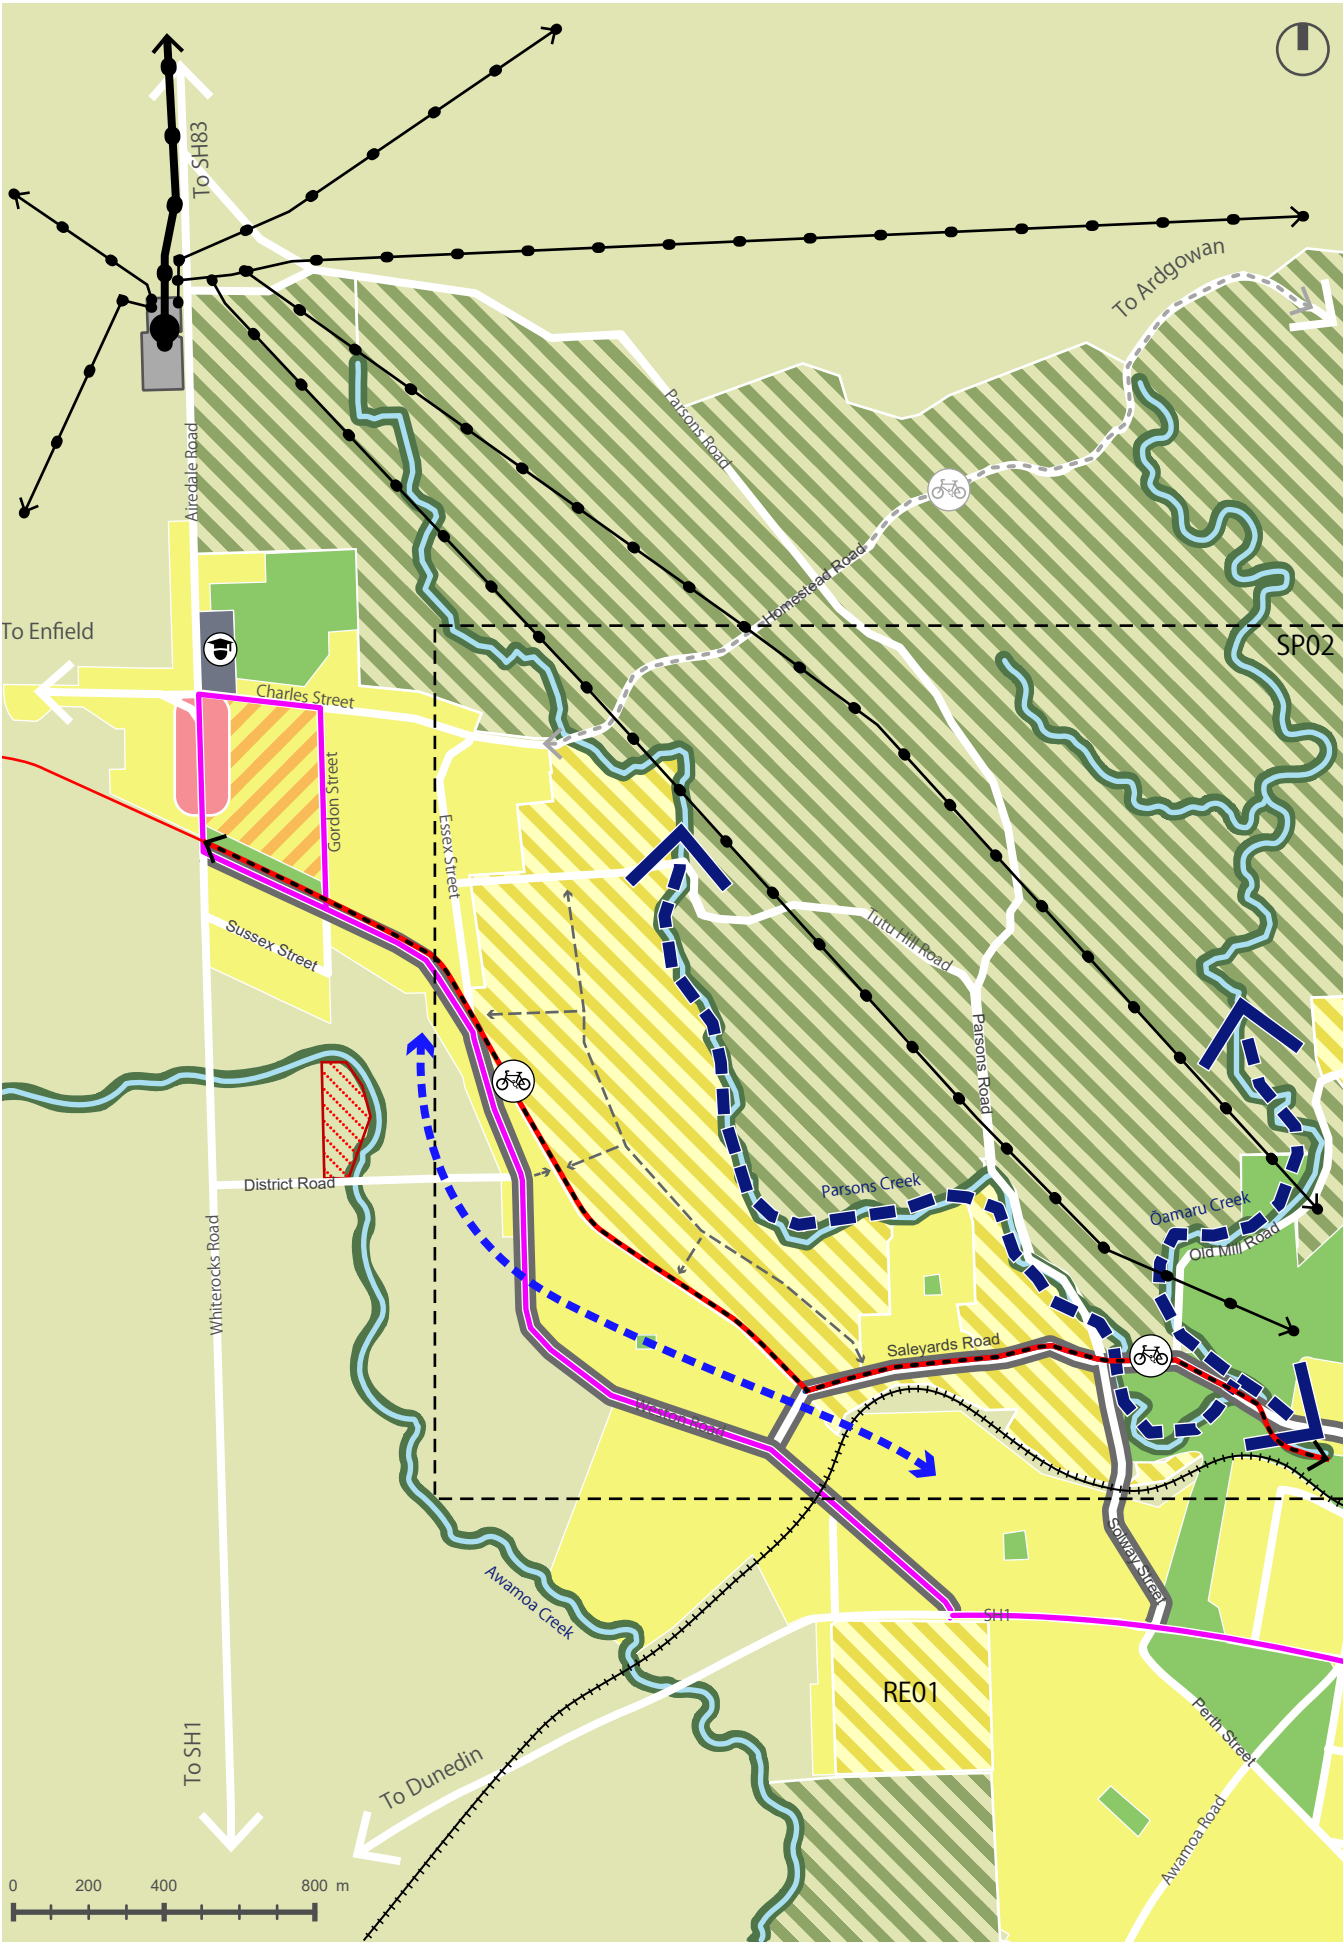 To SH83
To Ardgowan
Parsons Road
Airedale Road
Homestead Road
To Enfield
SP02
Charles Street
Gordon Street
Essex Street
Tutu Hill Road
Sussex Street
Parsons Road
District Road
Parsons Creek
Ōamaru Creek
Old Mill Road
Whiterocks Road
Saleyards Road
Weston Road
Solway Street
Awamoa Creek
SH1
RE01
Perth Street
To SH1
To Dunedin
Awamoa Road
0 200 400 800 m